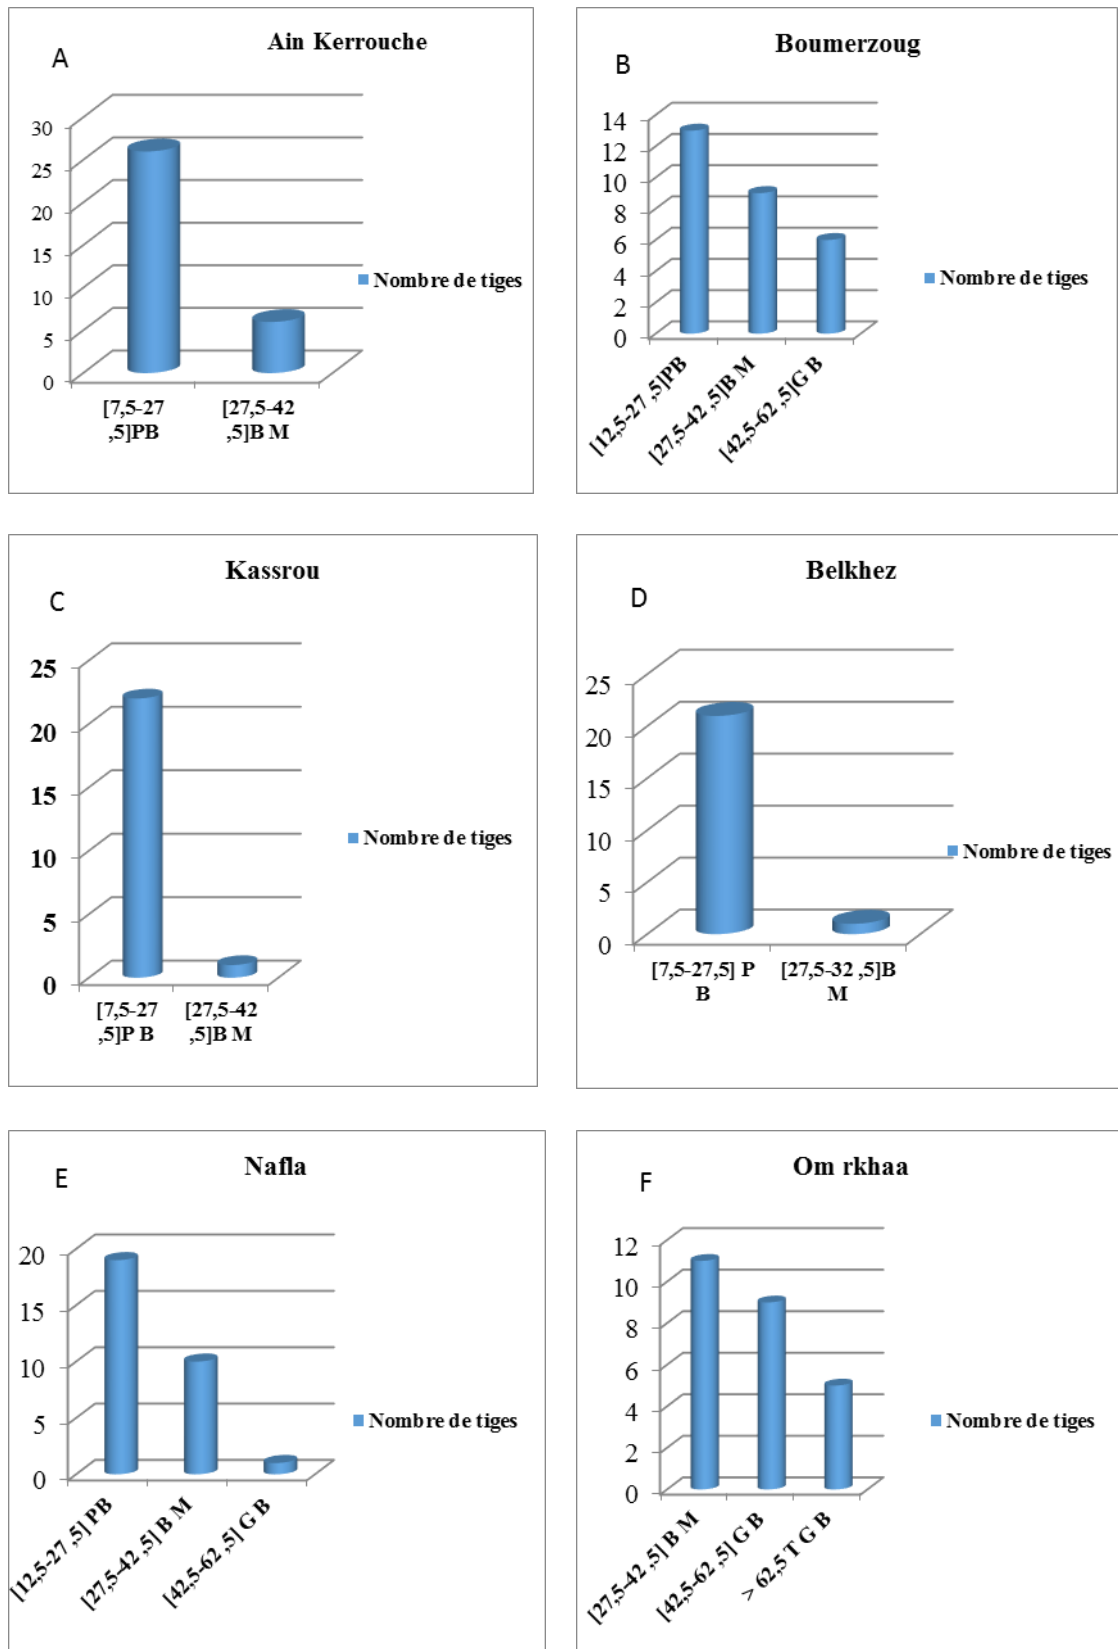 A
Ain Kerrouche
30
25
20
15
10
5
0
[7,5-27
,5]PB
[27,5-42
,5]B M
Nombre de tiges
B
Boumerzoug
14
12
10
8
6
4
2
0
[12,5-27 ,5]PB
[27,5-42 ,5]B M
[42,5-62 ,5]G B
Nombre de tiges
C
Kassrou
25
20
15
10
5
0
[7,5-27
,5]P B
[27,5-42
,5]B M
Nombre de tiges
D
Belkhez
25
20
15
10
5
0
[7,5-27,5] P
B
[27,5-32 ,5]B
M
Nombre de tiges
E
Nafla
20
15
10
5
0
[12,5-27 ,5] PB
[27,5-42 ,5] B M
[42,5-62 ,5] G B
Nombre de tiges
F
Om rkhaa
12
10
8
6
4
2
0
[27,5-42 ,5] B M
[42,5-62 ,5] G B
> 62,5 T G B
Nombre de tiges